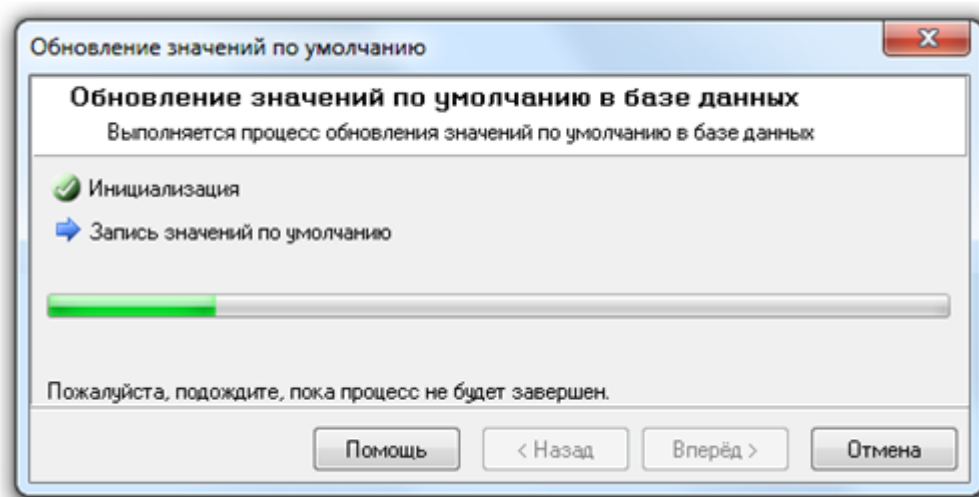 Обновление значений по умолчанию
Обновление значений по умолчанию в базе данных
Выполняется процесс обновления значений по умолчанию в базе данных
Инициализация
Запись значений по умолчанию
Пожалуйста, подождите, пока процесс не будет завершен.
Помощь
< Назад
Вперёд >
Отмена